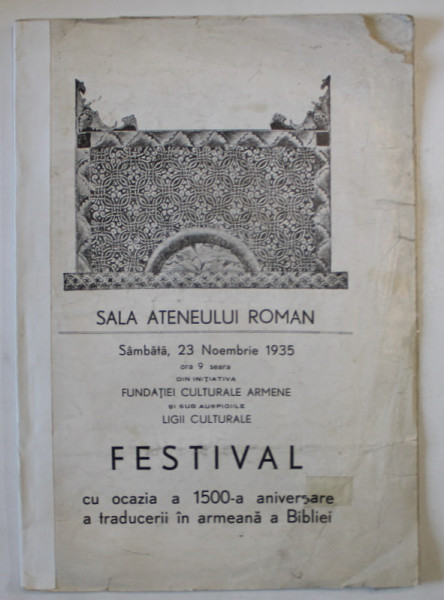 SALA ATENEULUI ROMAN
Sâmbătă, 23 Noembrie 1935
ora 9 seara
DIN INIȚIATIVA
FUNDAȚIEI CULTURALE ARMENE
ȘI SUB AUSPICIILE
LIGII CULTURALE
FESTIVAL
cu ocazia a 1500-a aniversare
a traducerii în armeană a Bibliei